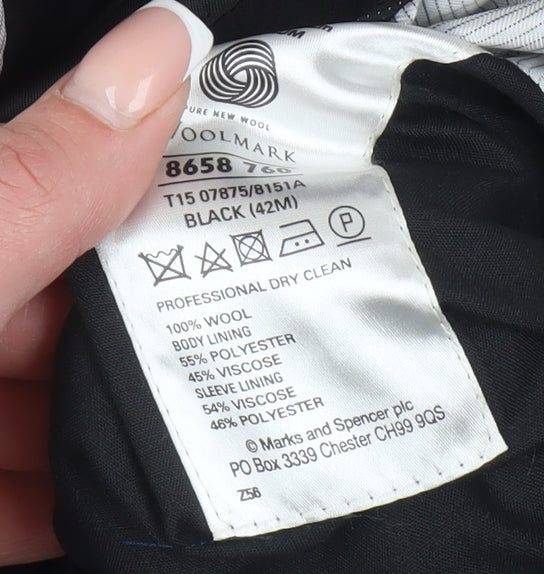 PURE NEW WOOL
WOOLMARK
8658 760
T15 07875/8151A
BLACK (42M)
P
PROFESSIONAL DRY CLEAN
100% WOOL
BODY LINING
55% POLYESTER
45% VISCOSE
SLEEVE LINING
54% VISCOSE
46% POLYESTER
© Marks and Spencer plc
PO Box 3339 Chester CH99 9QS
Z56